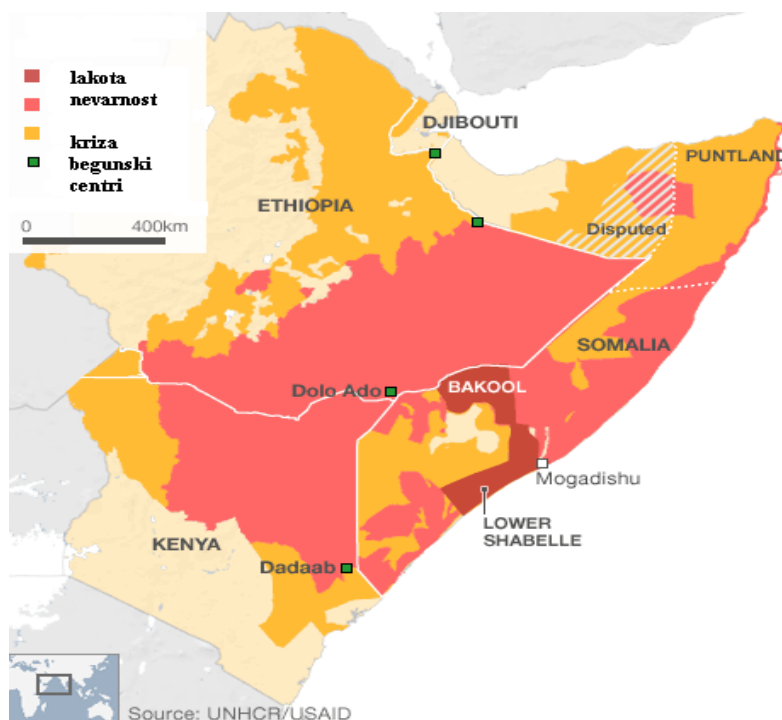 lakota
nevarnost
kriza
begunski
centri
0 400km
DJIBOUTI
PUNTLAND
ETHIOPIA
Disputed
SOMALIA
Dolo Ado
BAKOOL
Mogadishu
LOWER
SHABELLE
KENYA
Dadaab
Source: UNHCR/USAID